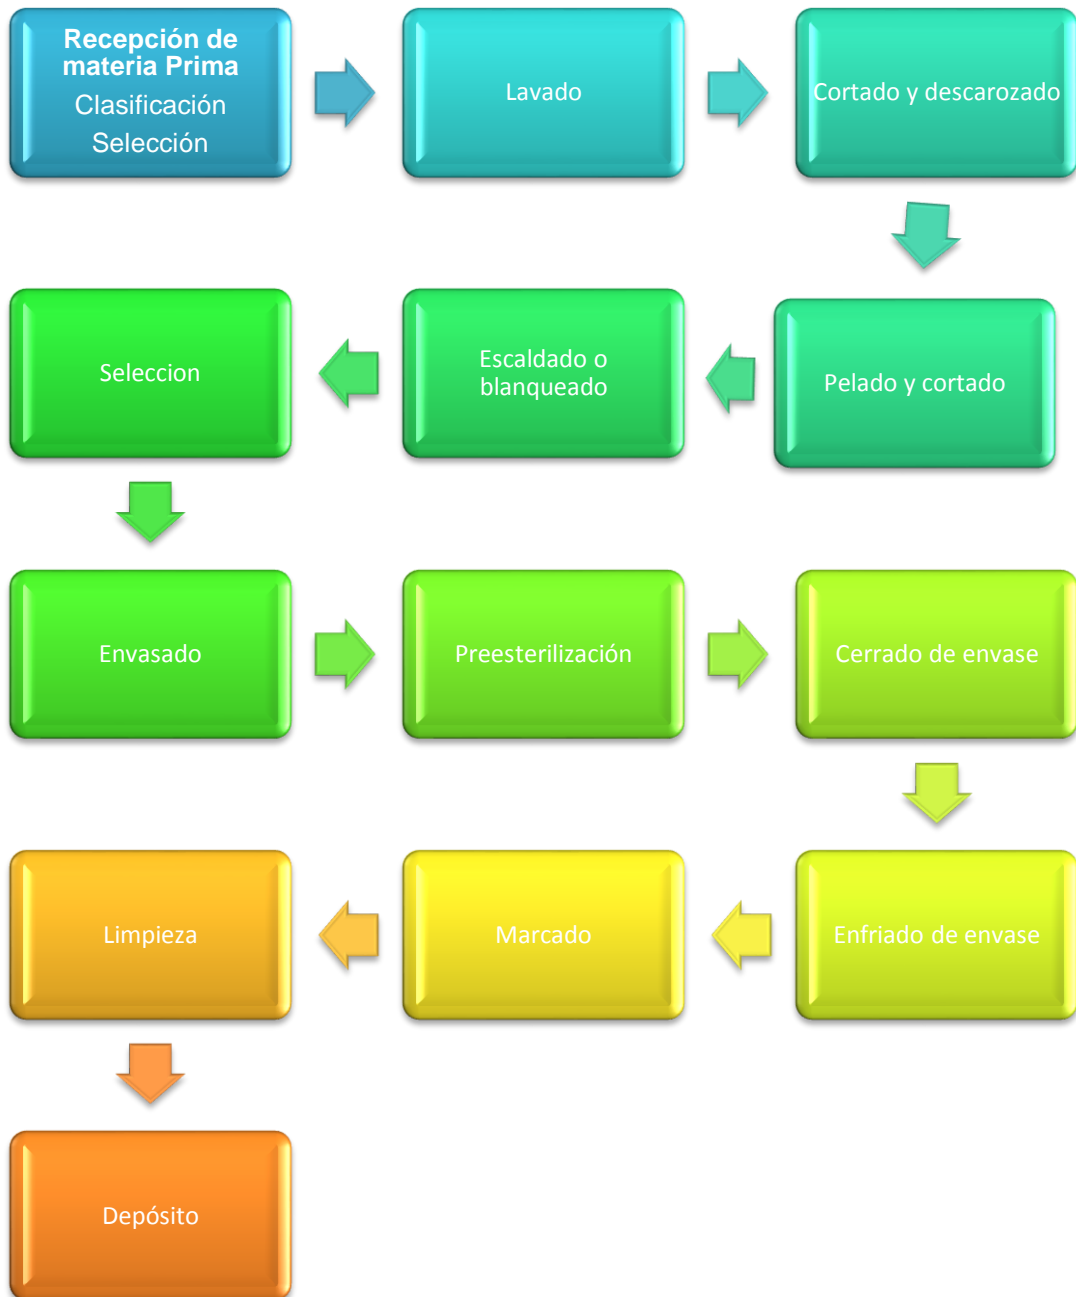 Recepción de
materia Prima
Clasificación
Selección
Lavado
Cortado y descarozado
Pelado y cortado
Escaldado o
blanqueado
Seleccion
Envasado
Preesterilización
Cerrado de envase
Enfriado de envase
Marcado
Limpieza
Depósito